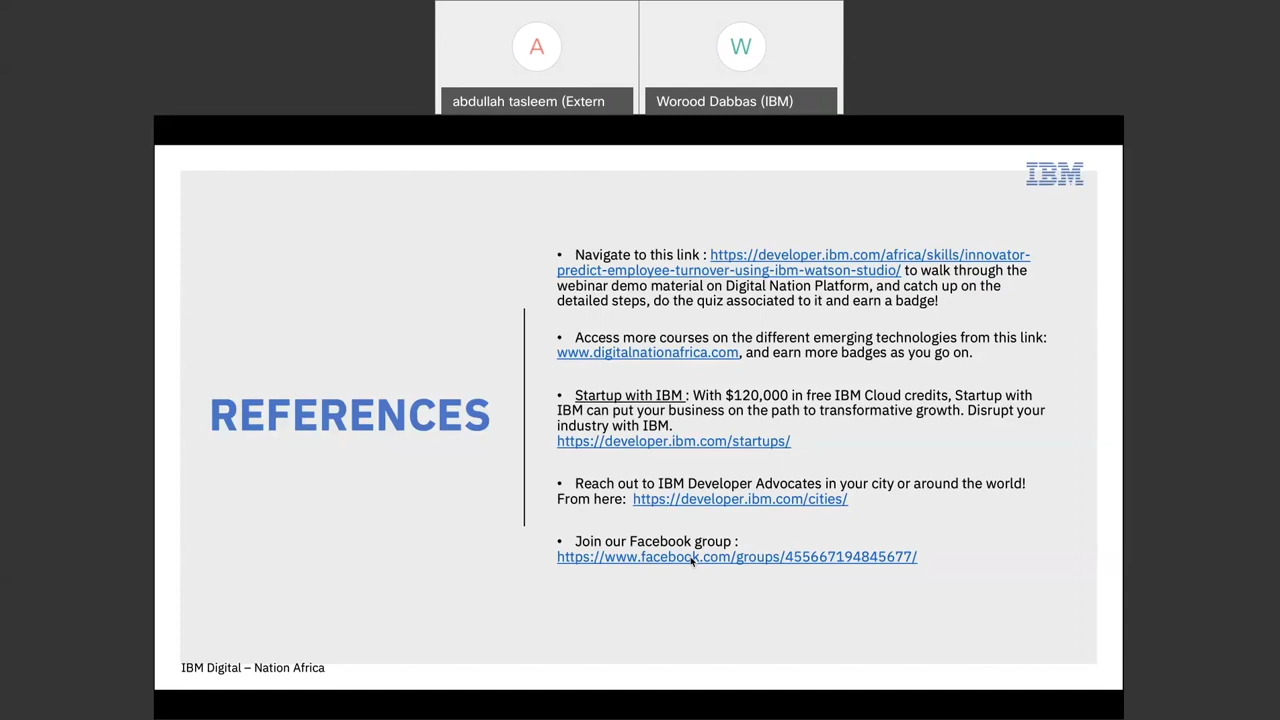 A
W
abdullah tasleem (Extern
Worood Dabbas (IBM)
IBM
• Navigate to this link : https://developer.ibm.com/africa/skills/innovator-
predict-employee-turnover-using-ibm-watson-studio/ to walk through the
webinar demo material on Digital Nation Platform, and catch up on the
detailed steps, do the quiz associated to it and earn a badge!
• Access more courses on the different emerging technologies from this link:
www.digitalnationafrica.com, and earn more badges as you go on.
REFERENCES
• Startup with IBM : With $120,000 in free IBM Cloud credits, Startup with
IBM can put your business on the path to transformative growth. Disrupt your
industry with IBM.
https://developer.ibm.com/startups/
• Reach out to IBM Developer Advocates in your city or around the world!
From here: https://developer.ibm.com/cities/
• Join our Facebook group :
https://www.facebook.com/groups/455667194845677/
IBM Digital – Nation Africa